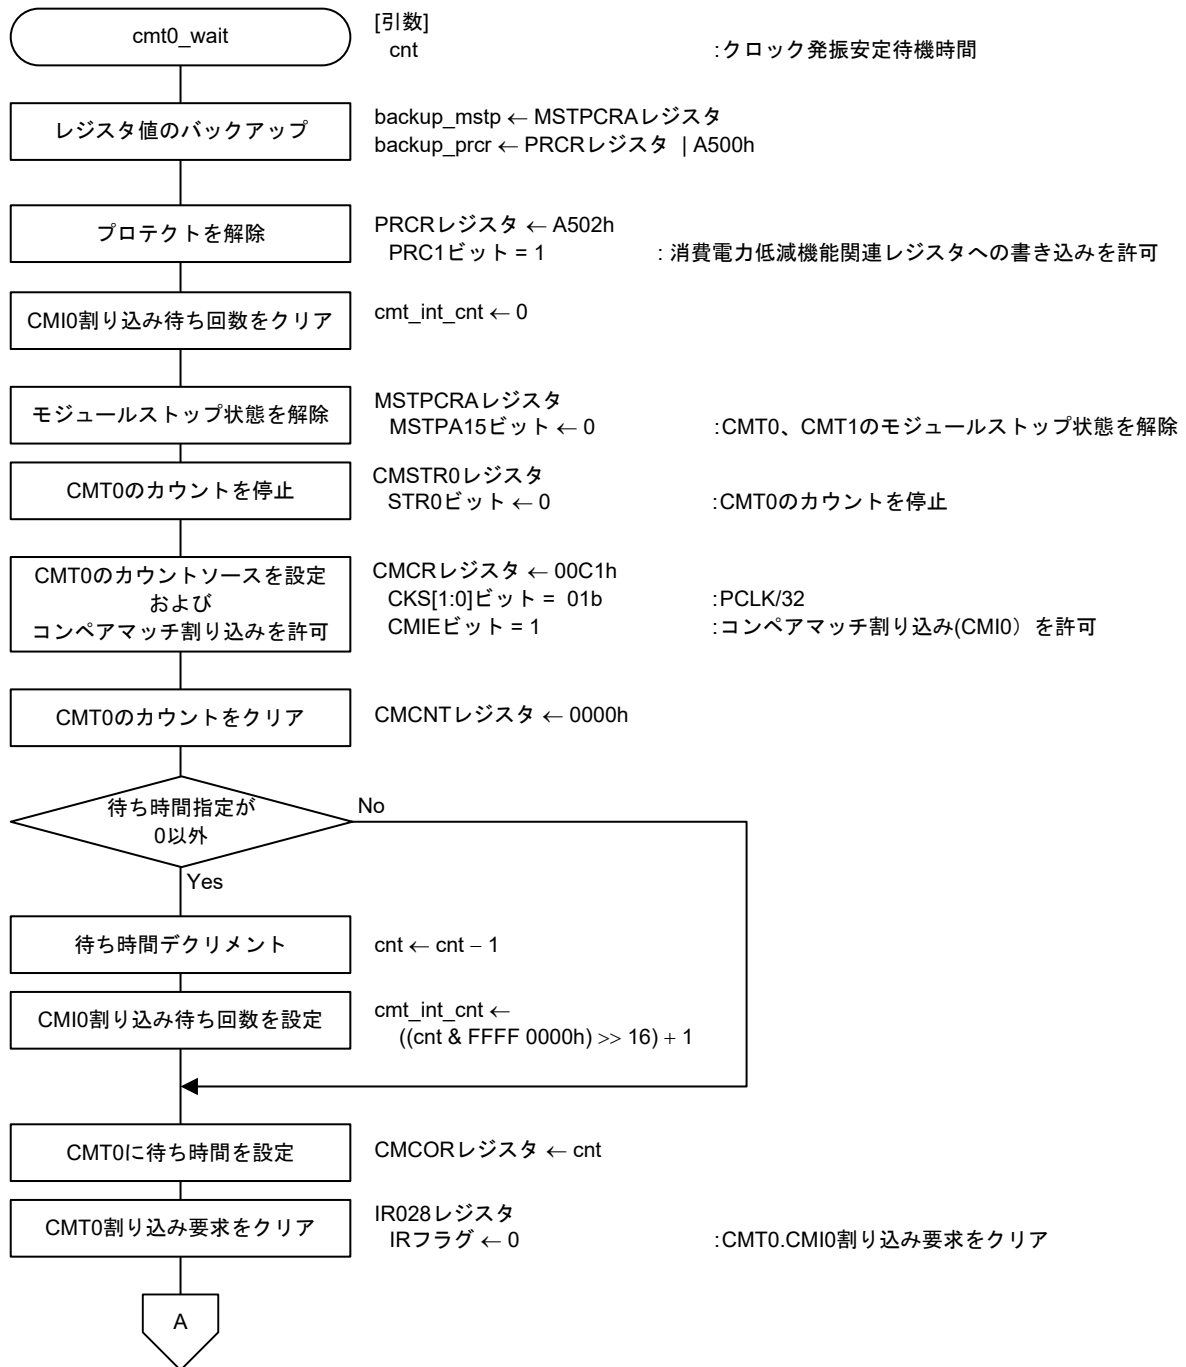 cmt0_wait
[引数]
cnt :クロック発振安定待機時間
レジスタ値のバックアップ
backup_mstp ← MSTPCRAレジスタ
backup_prcr ← PRCRレジスタ | A500h
プロテクトを解除
PRCRレジスタ ← A502h
PRC1ビット = 1 : 消費電力低減機能関連レジスタへの書き込みを許可
CMI0割り込み待ち回数をクリア
cmt_int_cnt ← 0
モジュールストップ状態を解除
MSTPCRAレジスタ
MSTPA15ビット ← 0 :CMT0、CMT1のモジュールストップ状態を解除
CMT0のカウントを停止
CMSTR0レジスタ
STR0ビット ← 0 :CMT0のカウントを停止
CMT0のカウントソースを設定
および
コンペアマッチ割り込みを許可
CMCRレジスタ ← 00C1h
CKS[1:0]ビット = 01b :PCLK/32
CMIEビット = 1 :コンペアマッチ割り込み(CMI0）を許可
CMT0のカウントをクリア
CMCNTレジスタ ← 0000h
待ち時間指定が
0以外
No
Yes
待ち時間デクリメント
cnt ← cnt − 1
CMI0割り込み待ち回数を設定
cmt_int_cnt ←
((cnt & FFFF 0000h) >> 16) + 1
CMT0に待ち時間を設定
CMCORレジスタ ← cnt
CMT0割り込み要求をクリア
IR028レジスタ
IRフラグ ← 0 :CMT0.CMI0割り込み要求をクリア
A